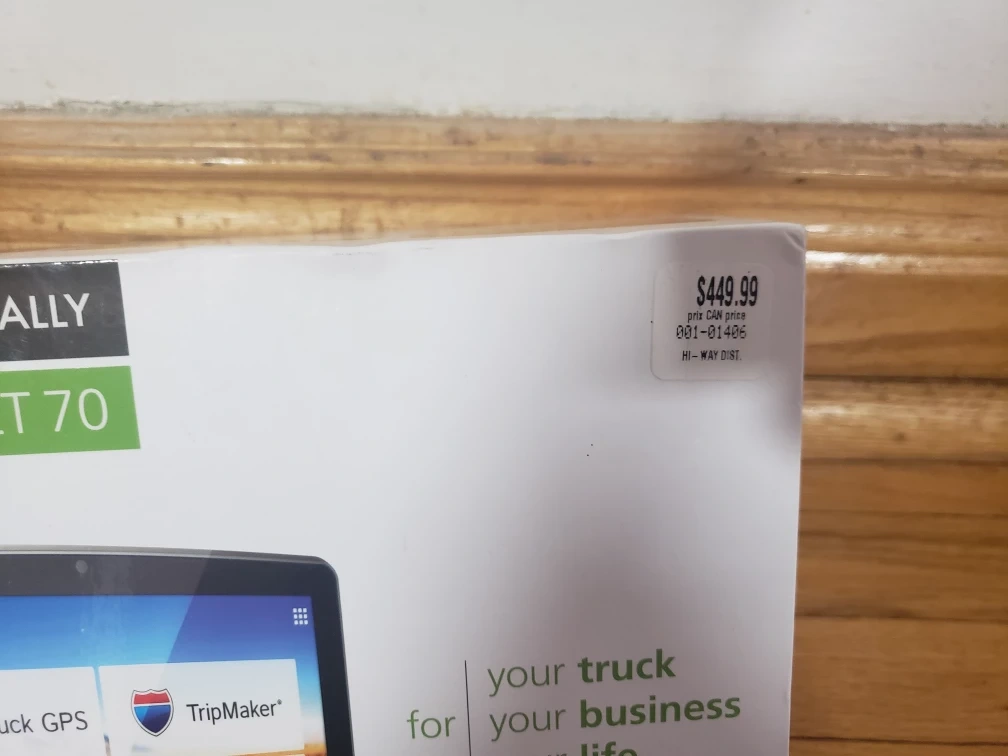 ALLY
T 70
$449.99
prix CAN price
001-01406
HI-WAY DIST.
uck GPS
TripMaker®
your truck
for your business
life